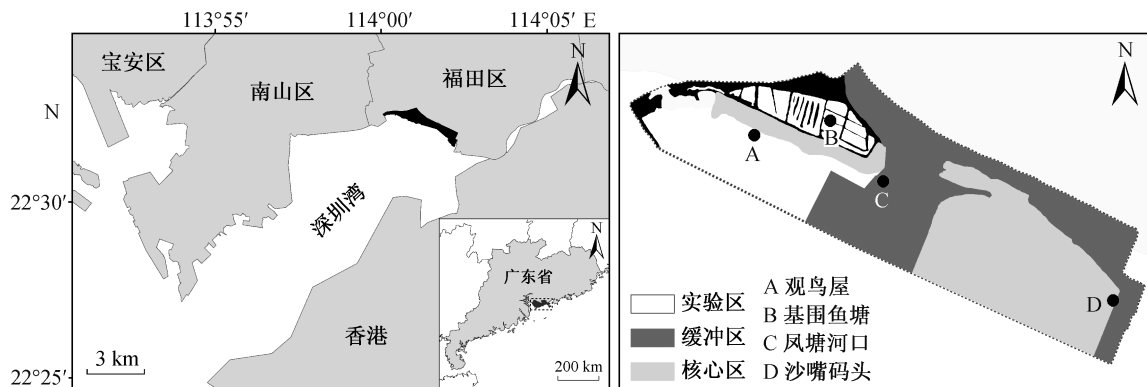 113°55′ 114°00′ 114°05′ E
宝安区
南山区
福田区
N
N
22°30′
深圳湾
N
广东省
香港
3 km
200 km
22°25′
N
A
B
C
D
实验区
缓冲区
核心区
A 观鸟屋
B 基围鱼塘
C 凤塘河口
D 沙嘴码头